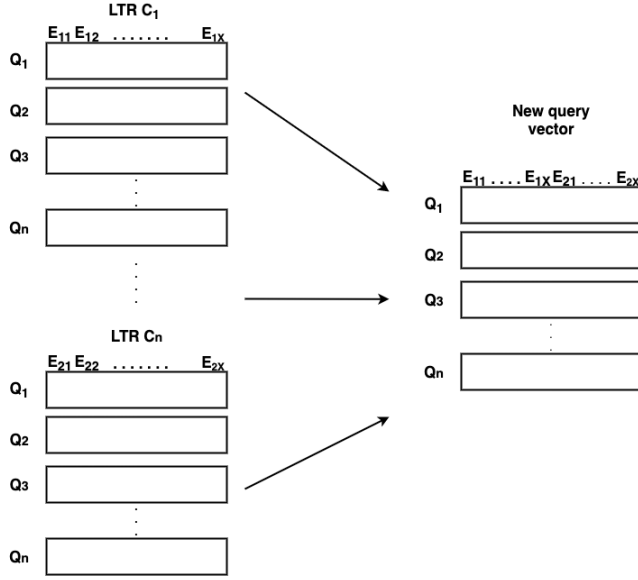 LTR C₁
E₁₁ E₁₂ ....... E₁ₓ
Q₁
Q₂
Q₃
Qₙ
LTR Cₙ
E₂₁ E₂₂ ....... E₂ₓ
Q₁
Q₂
Q₃
Qₙ
New query
vector
E₁₁ .... E₁ₓ E₂₁ .... E₂ₓ
Q₁
Q₂
Q₃
Qₙ